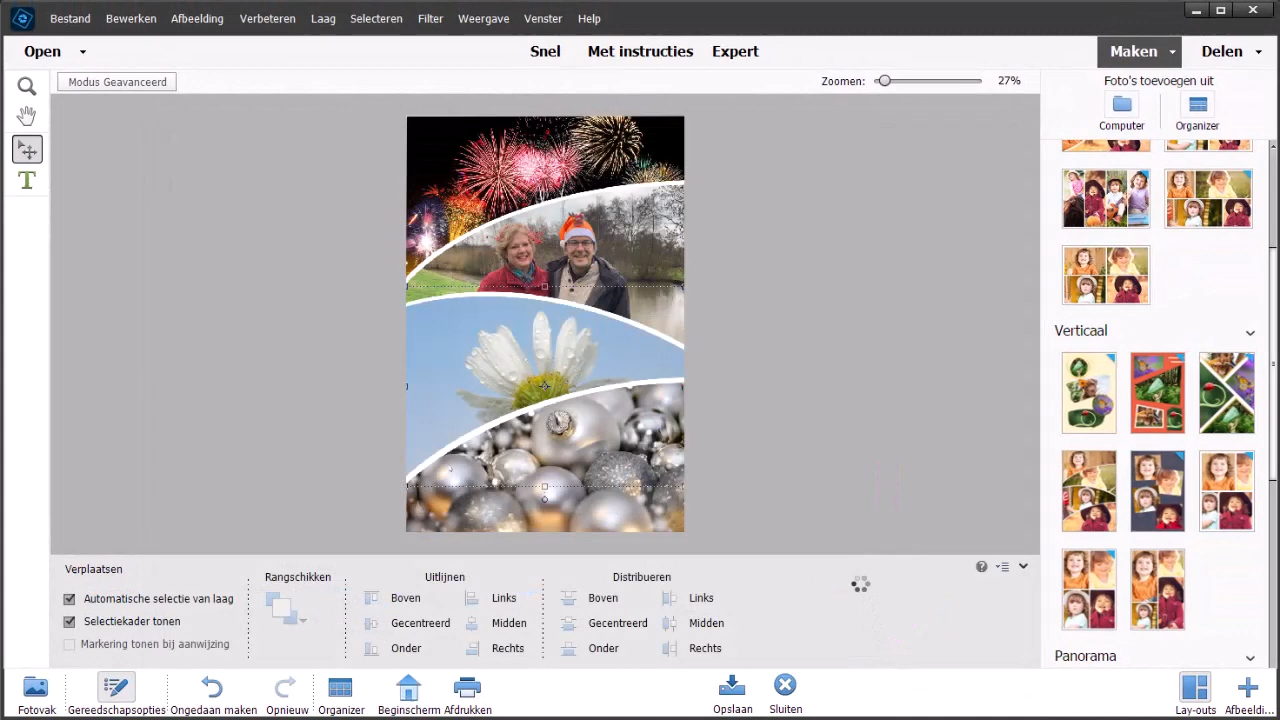 Bestand Bewerken Afbeelding Verbeteren Laag Selecteren Filter Weergave Venster Help
Open Snel Met instructies Expert Maken Delen
Modus Geavanceerd Zoomen: 27% Foto's toevoegen uit
Computer Organizer
Verticaal
Verplaatsen Rangschikken Uitlijnen Distribueren
Automatische selectie van laag Boven Links Boven Links
Selectiekader tonen Gecentreerd Midden Gecentreerd Midden
Markering tonen bij aanwijzing Onder Rechts Onder Rechts
Panorama
Fotovak Gereedschapsopties Ongedaan maken Opnieuw Organizer Beginscherm Afdrukken Opslaan Sluiten Lay-outs Afbeeldi...